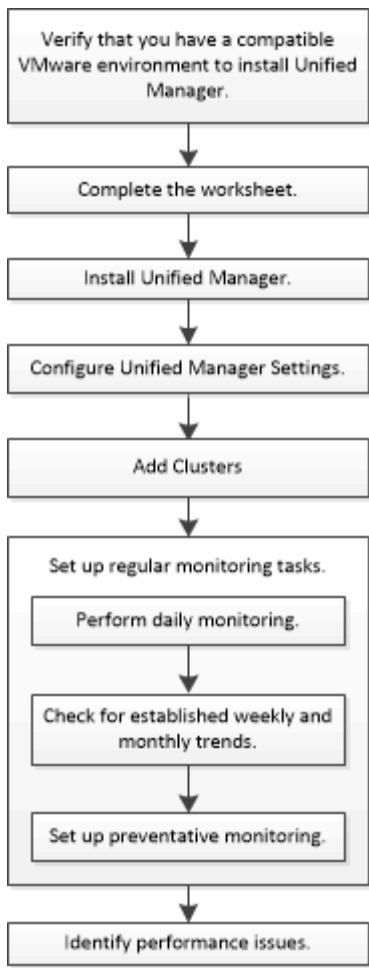 Verify that you have a compatible
VMware environment to install Unified
Manager.
Complete the worksheet.
Install Unified Manager.
Configure Unified Manager Settings.
Add Clusters
Set up regular monitoring tasks.
Perform daily monitoring.
Check for established weekly and
monthly trends.
Set up preventative monitoring.
Identify performance issues.